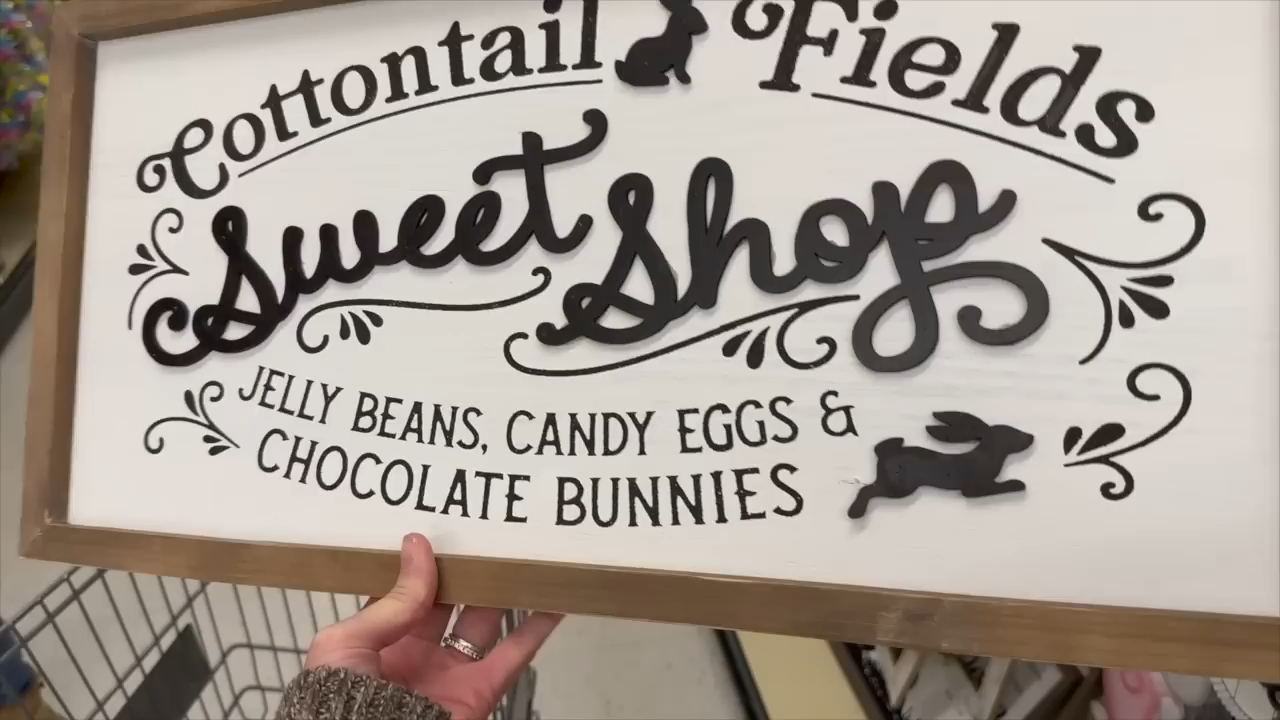 Cottontail Fields
Sweet Shop
JELLY BEANS, CANDY EGGS &
CHOCOLATE BUNNIES